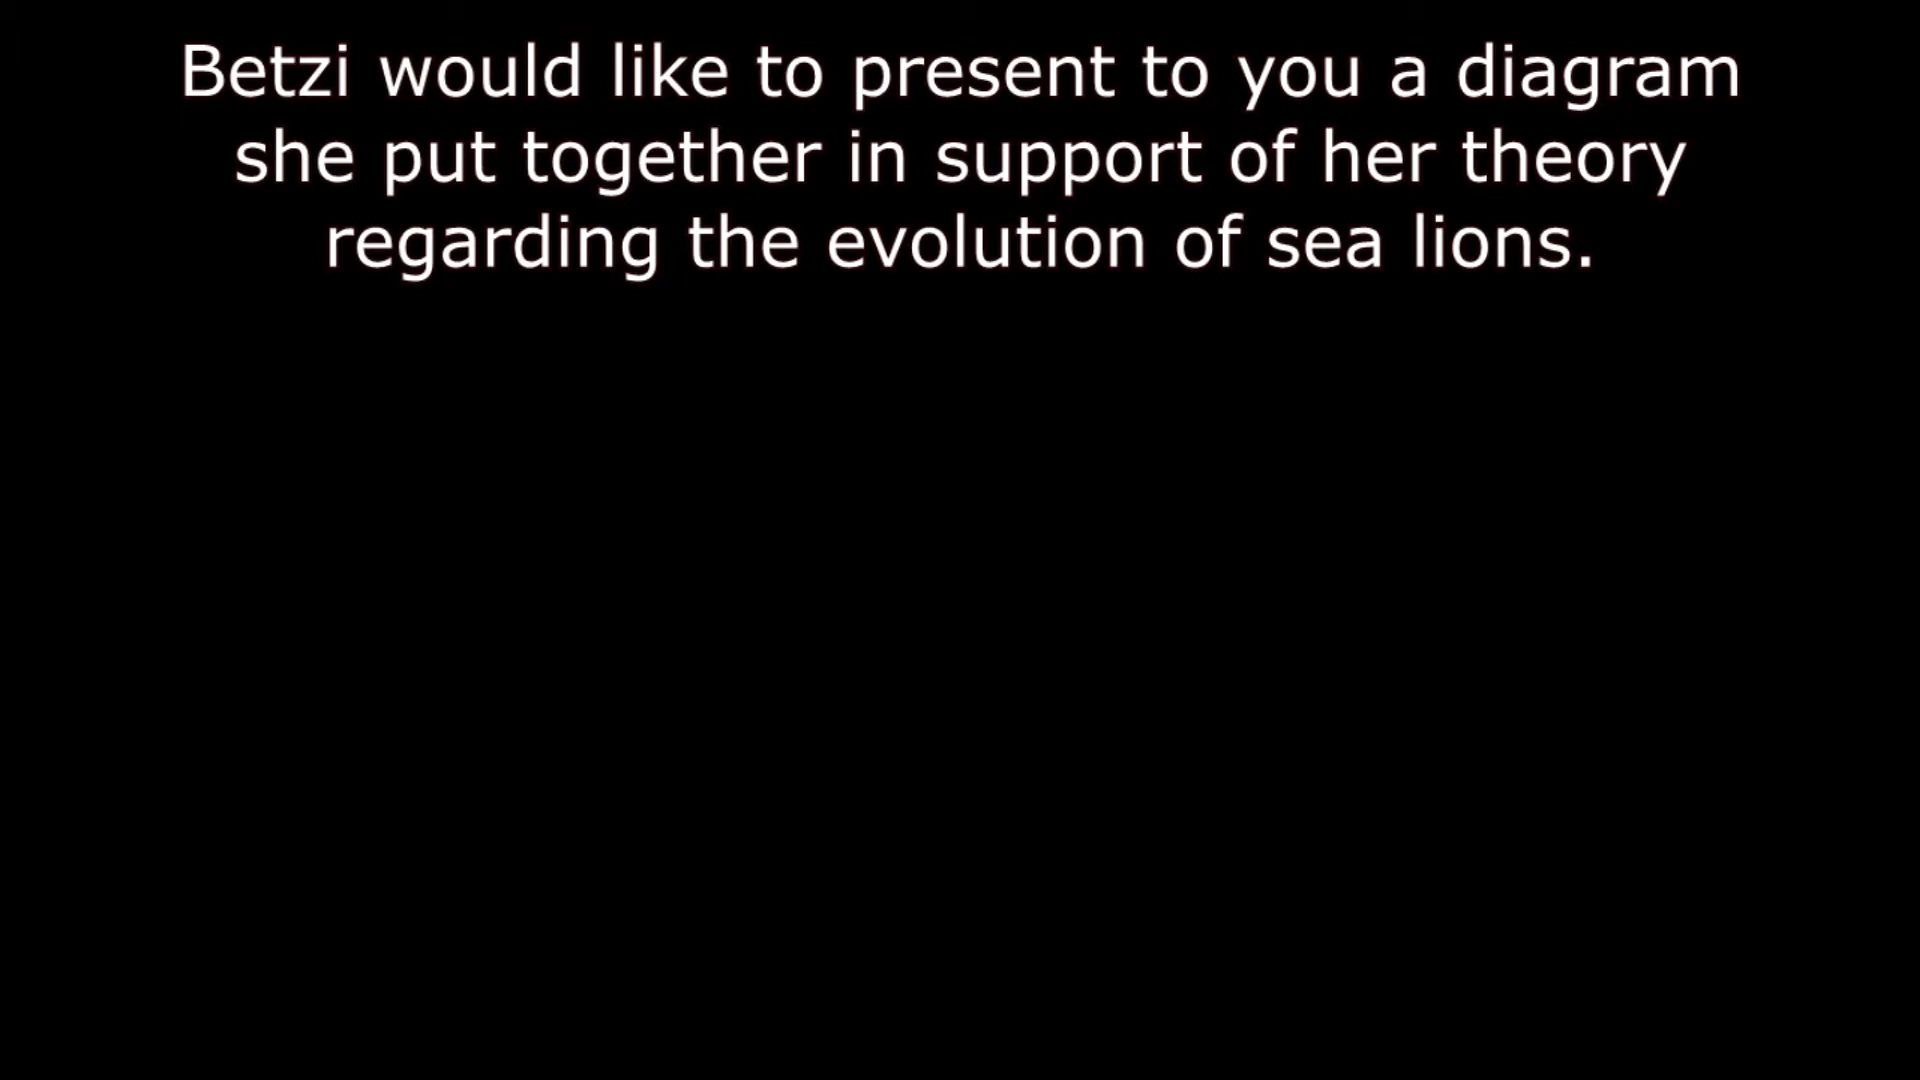 Betzi would like to present to you a diagram
she put together in support of her theory
regarding the evolution of sea lions.